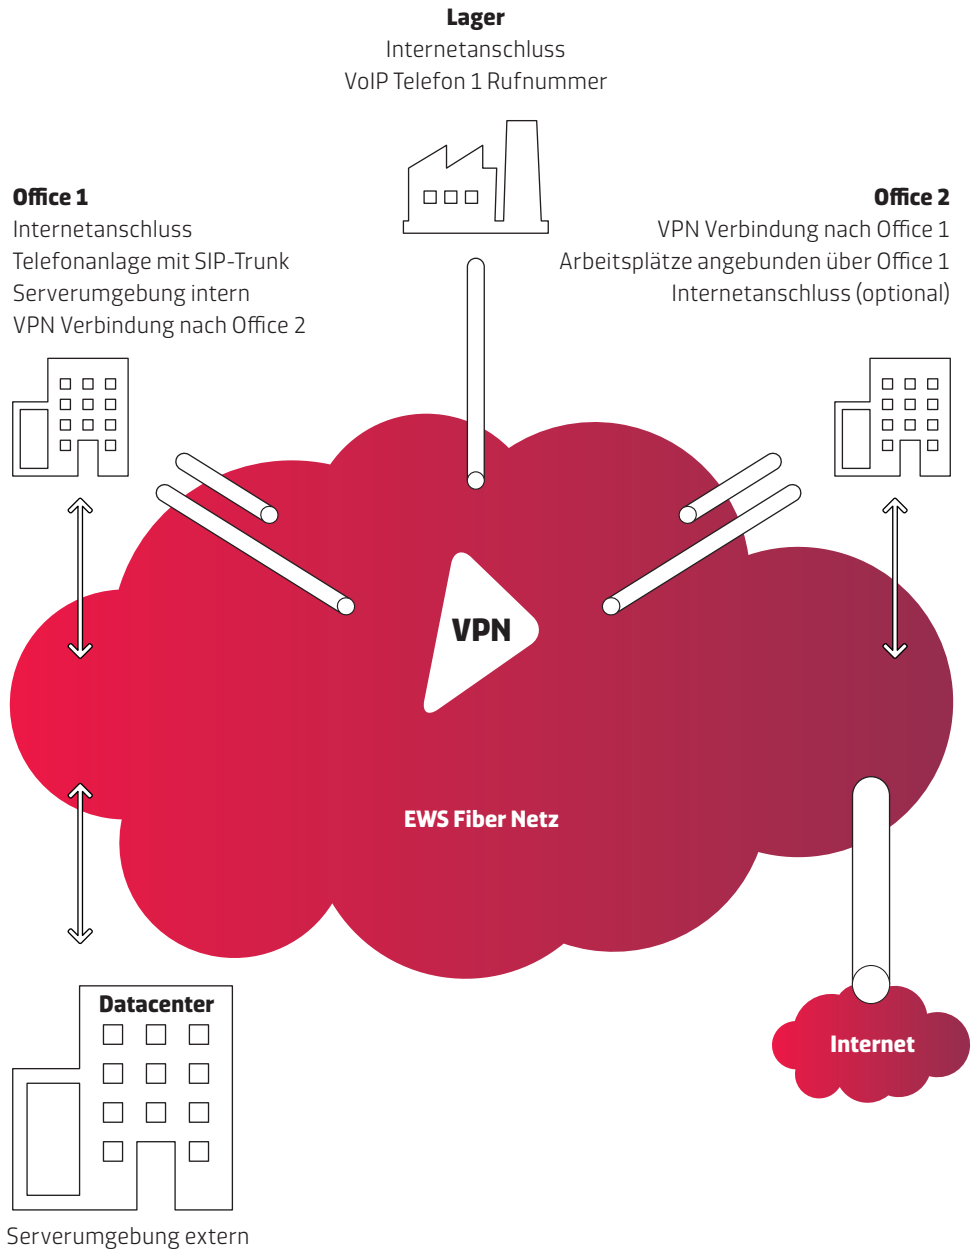 Lager
Internetanschluss
VoIP Telefon 1 Rufnummer
Office 1
Internetanschluss
Telefonanlage mit SIP-Trunk
Serverumgebung intern
VPN Verbindung nach Office 2
Office 2
VPN Verbindung nach Office 1
Arbeitsplätze angebunden über Office 1
Internetanschluss (optional)
VPN
EWS Fiber Netz
Datacenter
Internet
Serverumgebung extern